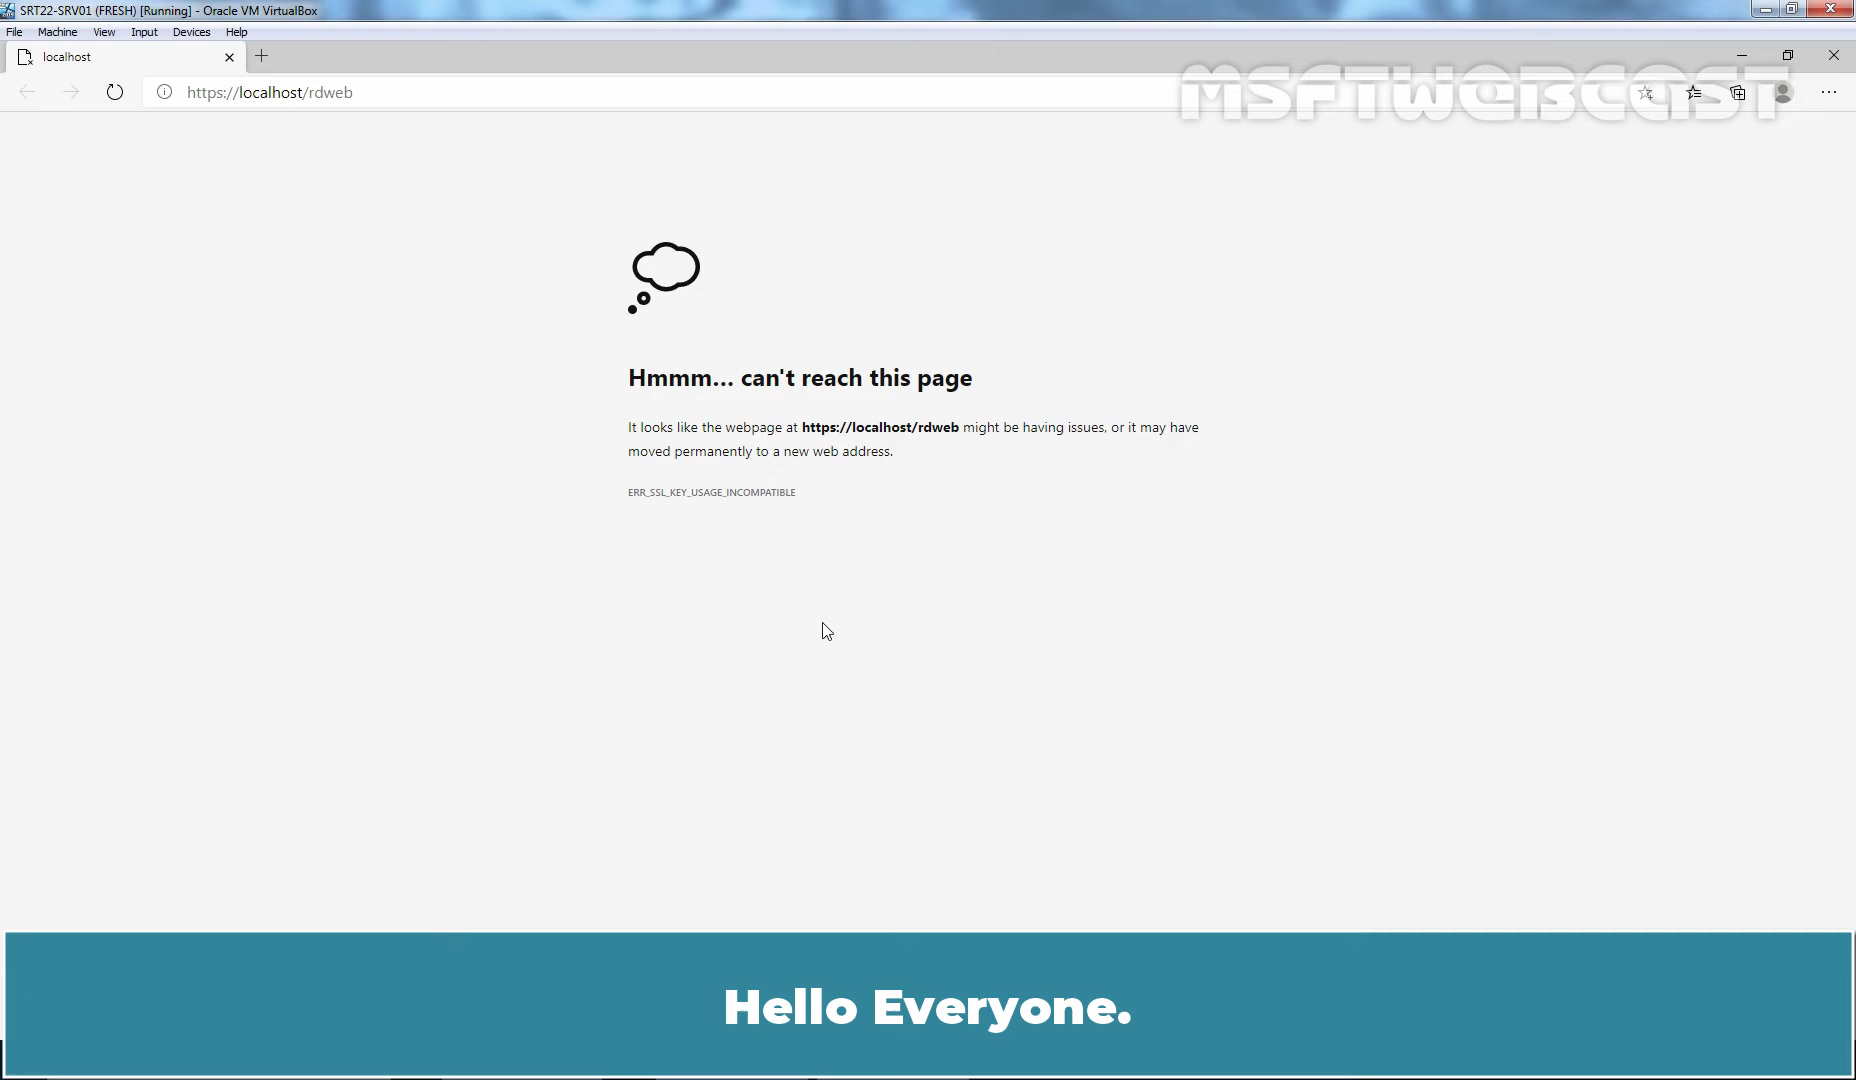 SRT22-SRV01 (FRESH) [Running] - Oracle VM VirtualBox
File Machine View Input Devices Help
localhost
https://localhost/rdweb
MSFTWEBCAST
Hmmm... can't reach this page
It looks like the webpage at https://localhost/rdweb might be having issues, or it may have
moved permanently to a new web address.
ERR_SSL_KEY_USAGE_INCOMPATIBLE
Hello Everyone.